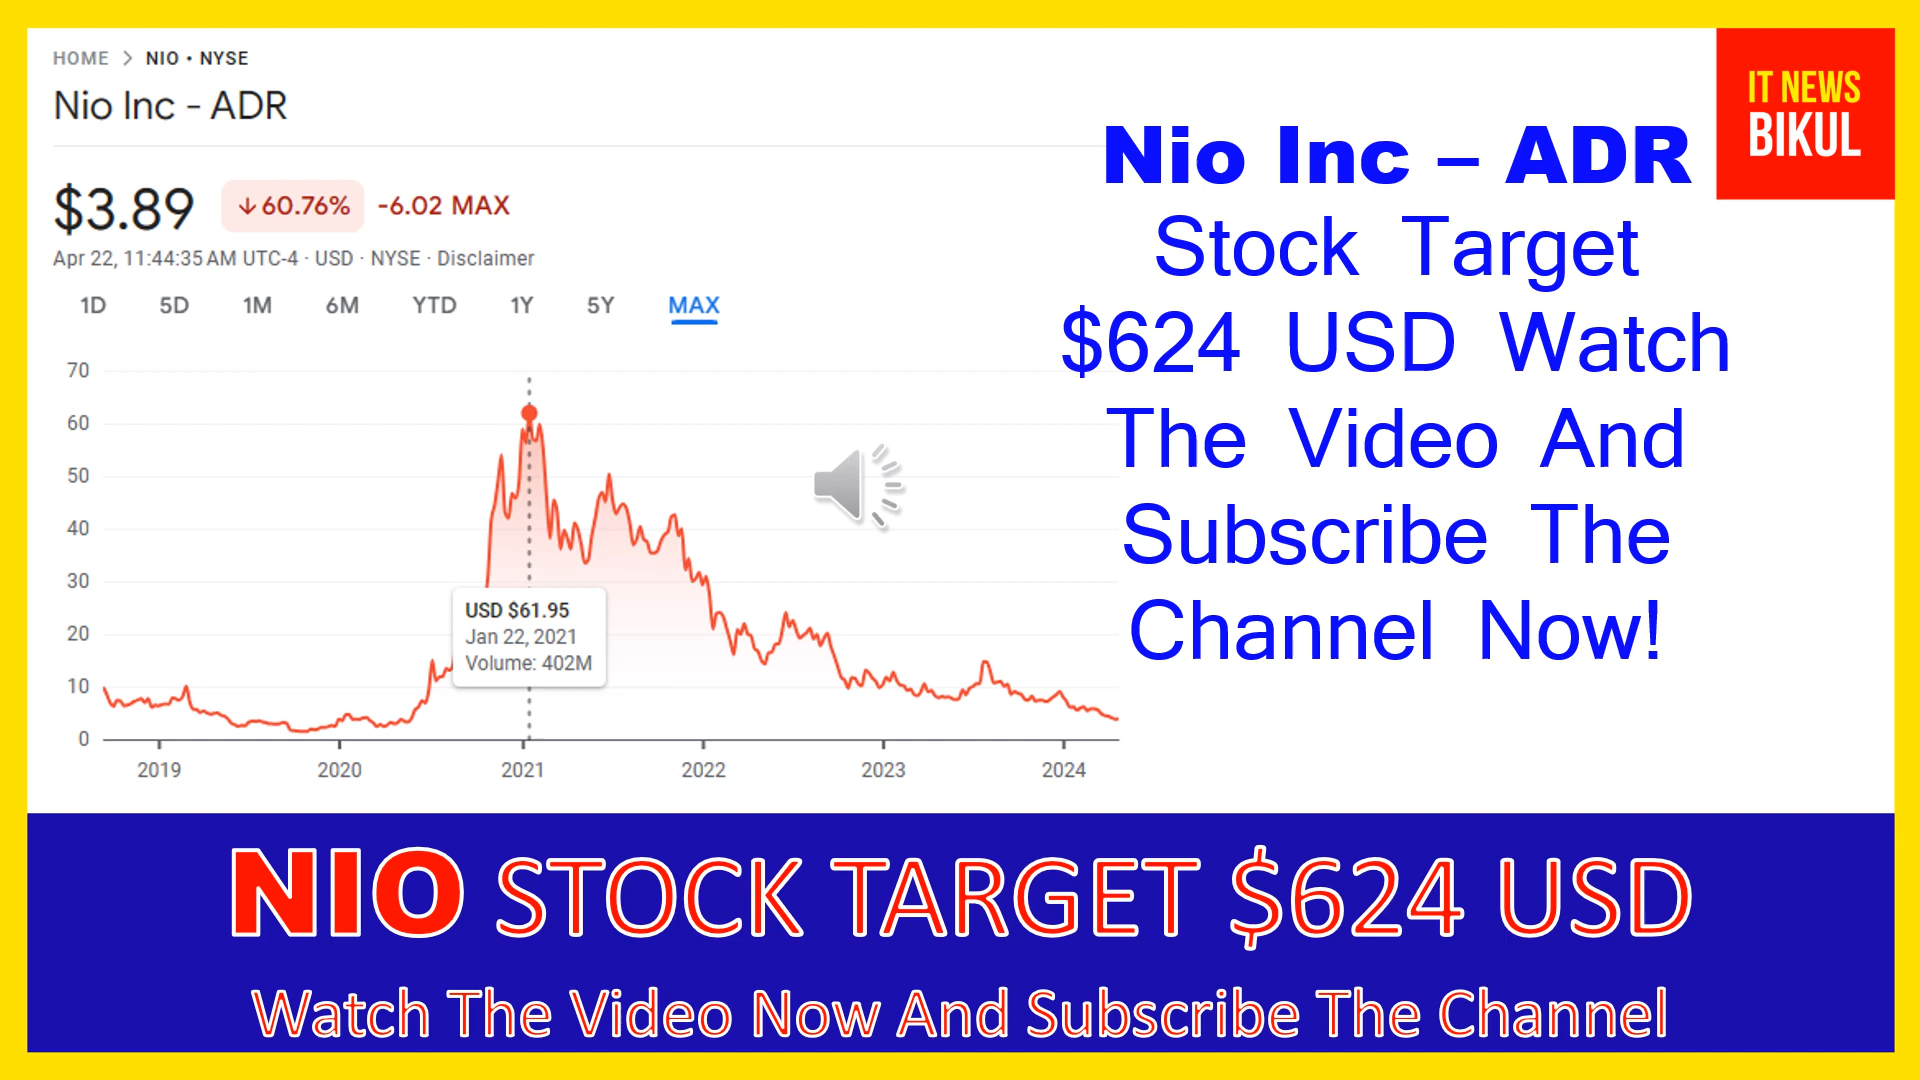 HOME > NIO • NYSE
Nio Inc - ADR
$3.89 ↓60.76% -6.02 MAX
Apr 22, 11:44:35 AM UTC-4 · USD · NYSE · Disclaimer
1D 5D 1M 6M YTD 1Y 5Y MAX
70
60
50
40
30
20
10
0
USD $61.95
Jan 22, 2021
Volume: 402M
2019 2020 2021 2022 2023 2024
Nio Inc – ADR
Stock Target
$624 USD Watch
The Video And
Subscribe The
Channel Now!
IT NEWS
BIKUL
NIO STOCK TARGET $624 USD
Watch The Video Now And Subscribe The Channel